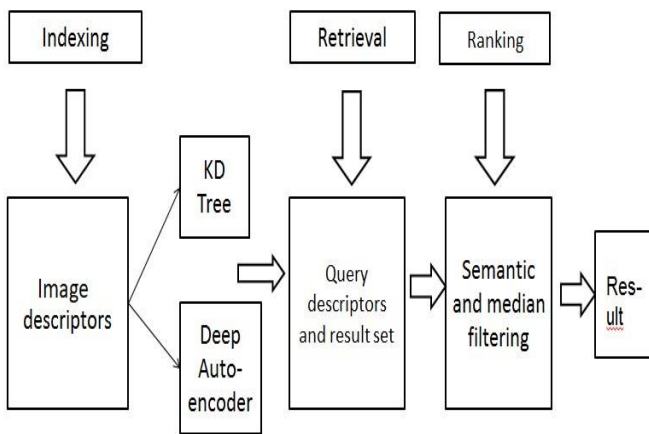 Indexing
Retrieval
Ranking
KD
Tree
Image
descriptors
Deep
Auto-
encoder
Query
descriptors
and result set
Semantic
and median
filtering
Res-
ult